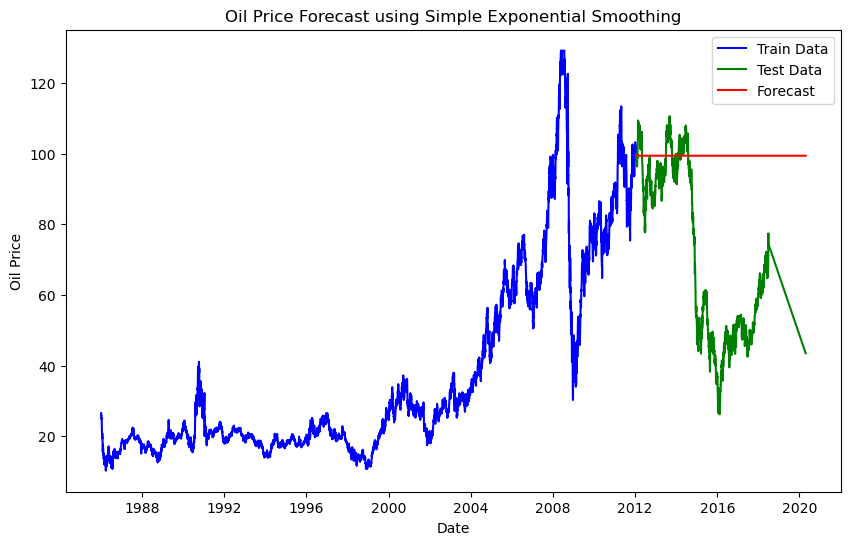 Oil Price Forecast using Simple Exponential Smoothing
Train Data
Test Data
Forecast
Oil Price
120
100
80
60
40
20
1988 1992 1996 2000 2004 2008 2012 2016 2020
Date